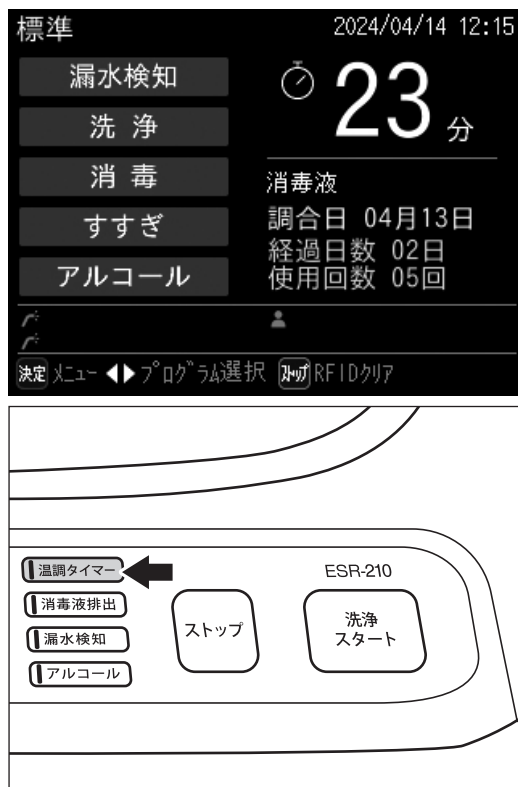 標準 2024/04/14 12:15
漏水検知
洗浄
消毒
すすぎ
アルコール
23分
消毒液
調合日 04月13日
経過日数 02日
使用回数 05回
決定 メニュー ◀▶ プログラム選択 ストップ RFIDクリア
温調タイマー
消毒液排出
漏水検知
アルコール
ストップ
ESR-210
洗浄
スタート